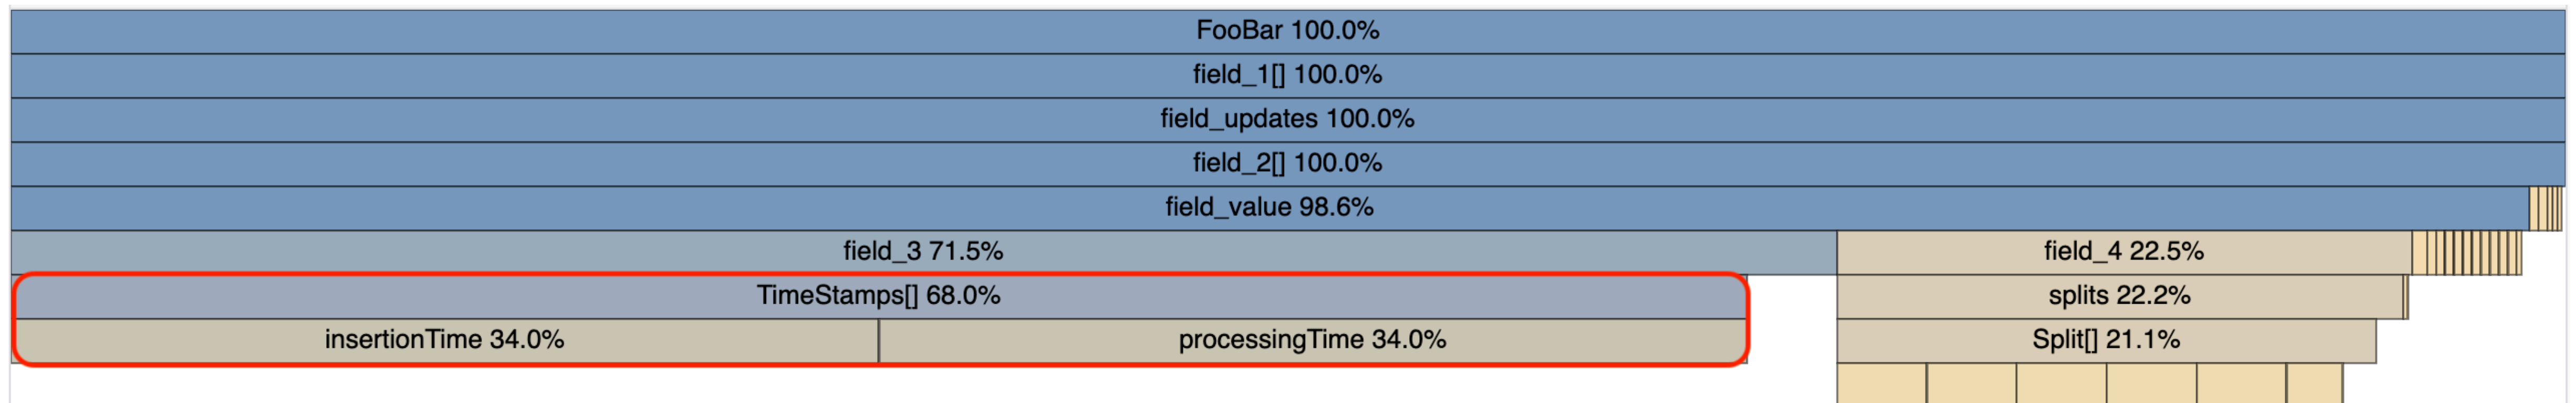 FooBar 100.0%
field_1[] 100.0%
field_updates 100.0%
field_2[] 100.0%
field_value 98.6%
field_3 71.5%
field_4 22.5%
TimeStamps[] 68.0%
splits 22.2%
insertionTime 34.0%
processingTime 34.0%
Split[] 21.1%